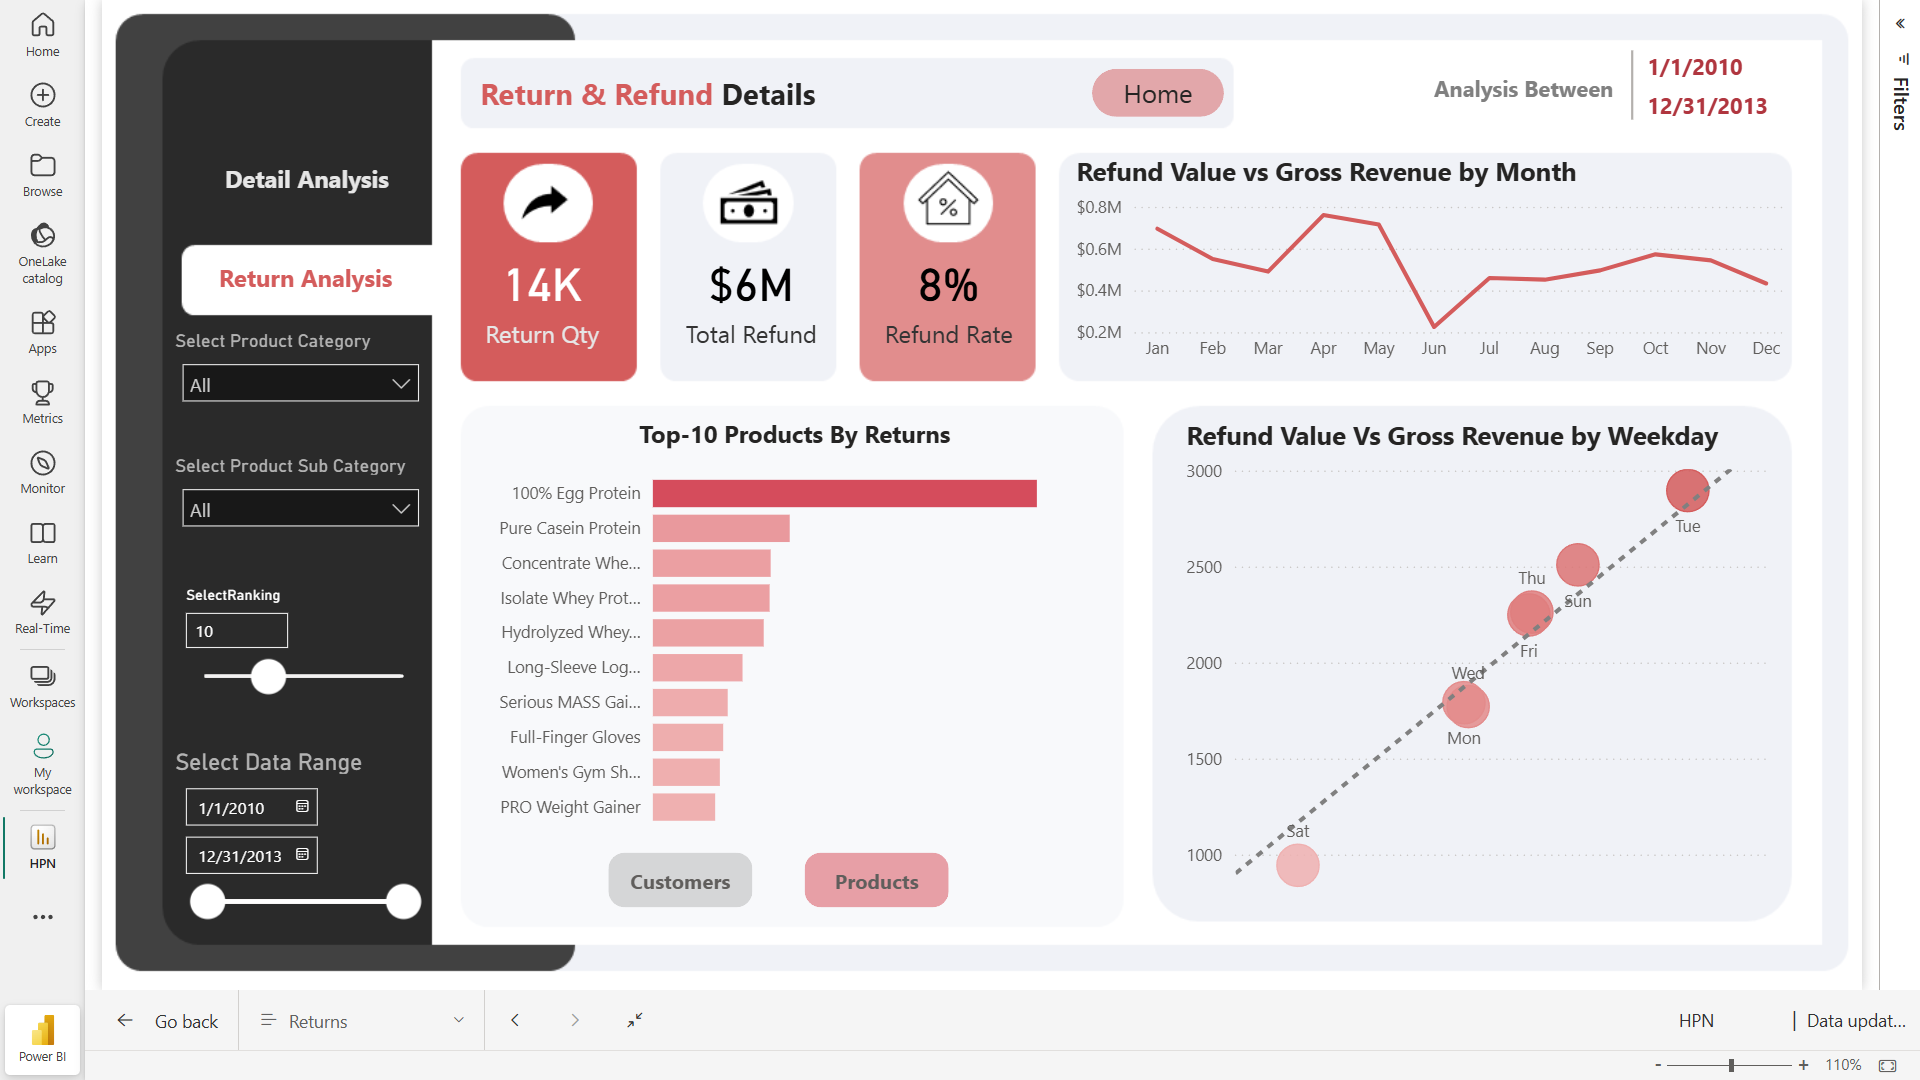 Home
Create
Browse
OneLake
catalog
Apps
Metrics
Monitor
Learn
Real-Time
Workspaces
My
workspace
HPN
Power BI
Detail Analysis
Return Analysis
Select Product Category
All
Select Product Sub Category
All
SelectRanking
10
Select Data Range
1/1/2010
12/31/2013
Return & Refund Details
Home
Analysis Between
1/1/2010
12/31/2013
14K
Return Qty
$6M
Total Refund
%
8%
Refund Rate
Refund Value vs Gross Revenue by Month
$0.8M
$0.6M
$0.4M
$0.2M
Jan Feb Mar Apr May Jun Jul Aug Sep Oct Nov Dec
Top-10 Products By Returns
100% Egg Protein
Pure Casein Protein
Concentrate Whe...
Isolate Whey Prot...
Hydrolyzed Whey...
Long-Sleeve Log...
Serious MASS Gai...
Full-Finger Gloves
Women's Gym Sh...
PRO Weight Gainer
Customers
Products
Refund Value Vs Gross Revenue by Weekday
3000
2500
2000
1500
1000
Tue
Thu
Sun
Fri
Wed
Mon
Sat
Filters
Go back
Returns
HPN
Data updat...
- + 110%